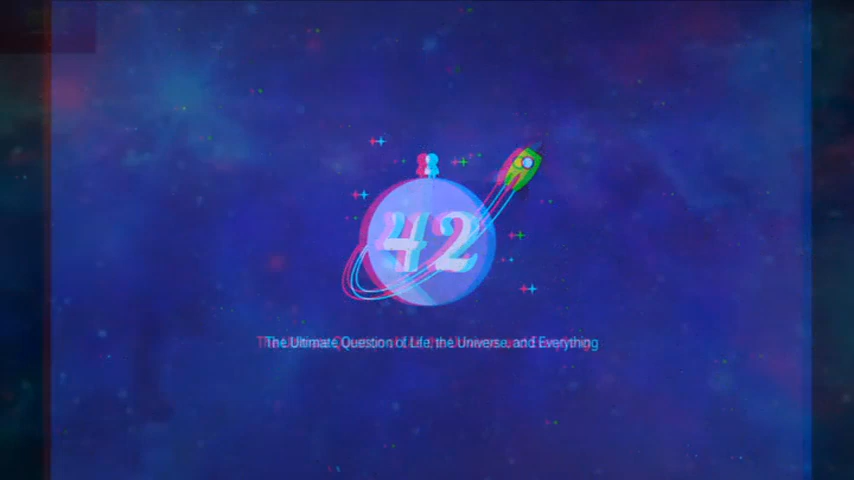 42
The Ultimate Question of Life, the Universe, and Everything